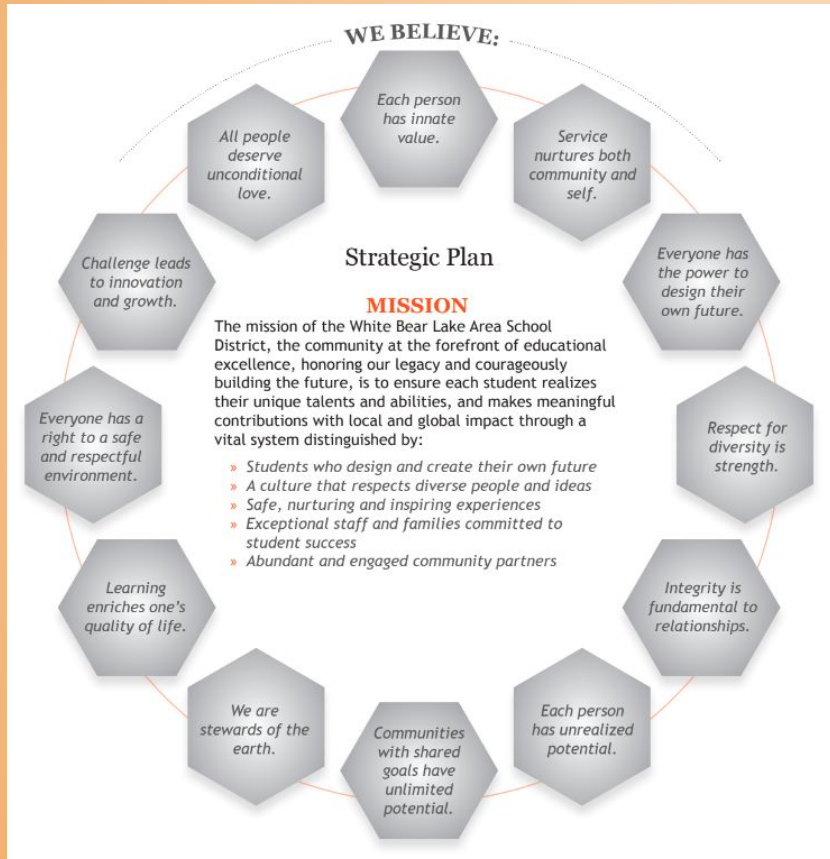 WE BELIEVE:
Each person
has innate
value.
Service
nurtures both
community and
self.
Everyone has
the power to
design their
own future.
Respect for
diversity is
strength.
Integrity is
fundamental to
relationships.
Each person
has unrealized
potential.
Communities
with shared
goals have
unlimited
potential.
We are
stewards of the
earth.
Learning
enriches one's
quality of life.
Everyone has a
right to a safe
and respectful
environment.
Challenge leads
to innovation
and growth.
All people
deserve
unconditional
love.
Strategic Plan
MISSION
The mission of the White Bear Lake Area School
District, the community at the forefront of educational
excellence, honoring our legacy and courageously
building the future, is to ensure each student realizes
their unique talents and abilities, and makes meaningful
contributions with local and global impact through a
vital system distinguished by:
» Students who design and create their own future
» A culture that respects diverse people and ideas
» Safe, nurturing and inspiring experiences
» Exceptional staff and families committed to
student success
» Abundant and engaged community partners